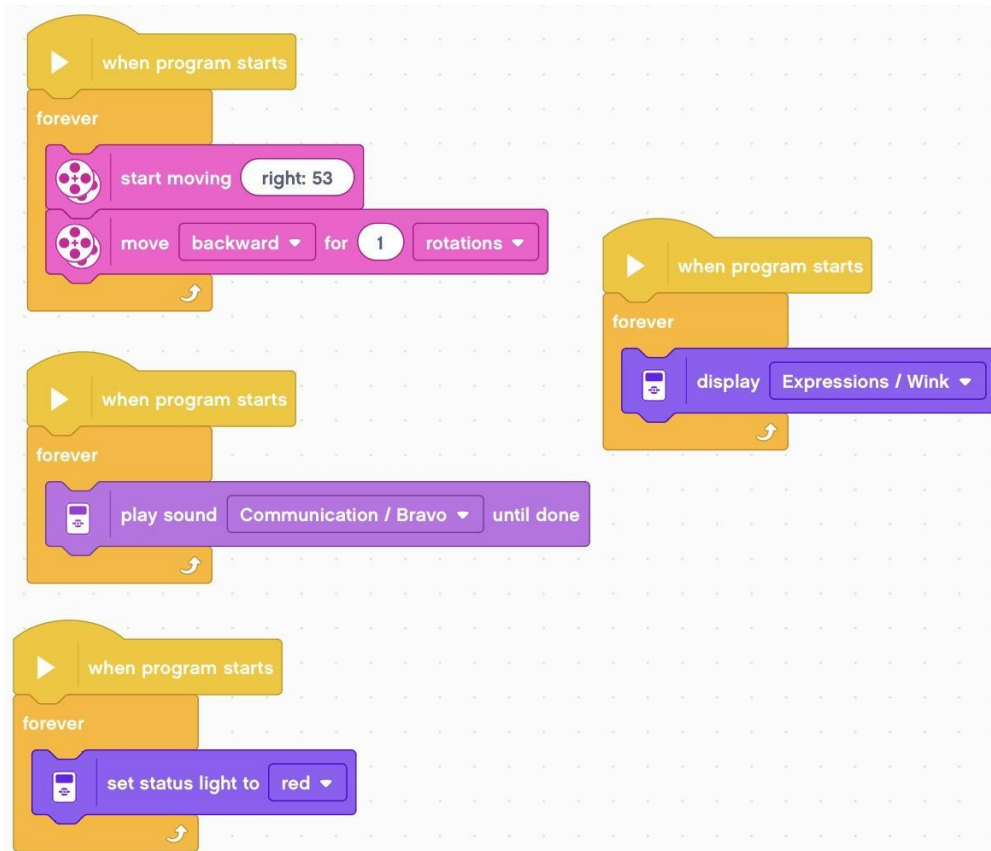 when program starts
forever
start moving right: 53
move backward for 1 rotations
when program starts
forever
play sound Communication / Bravo until done
when program starts
forever
set status light to red
when program starts
forever
display Expressions / Wink